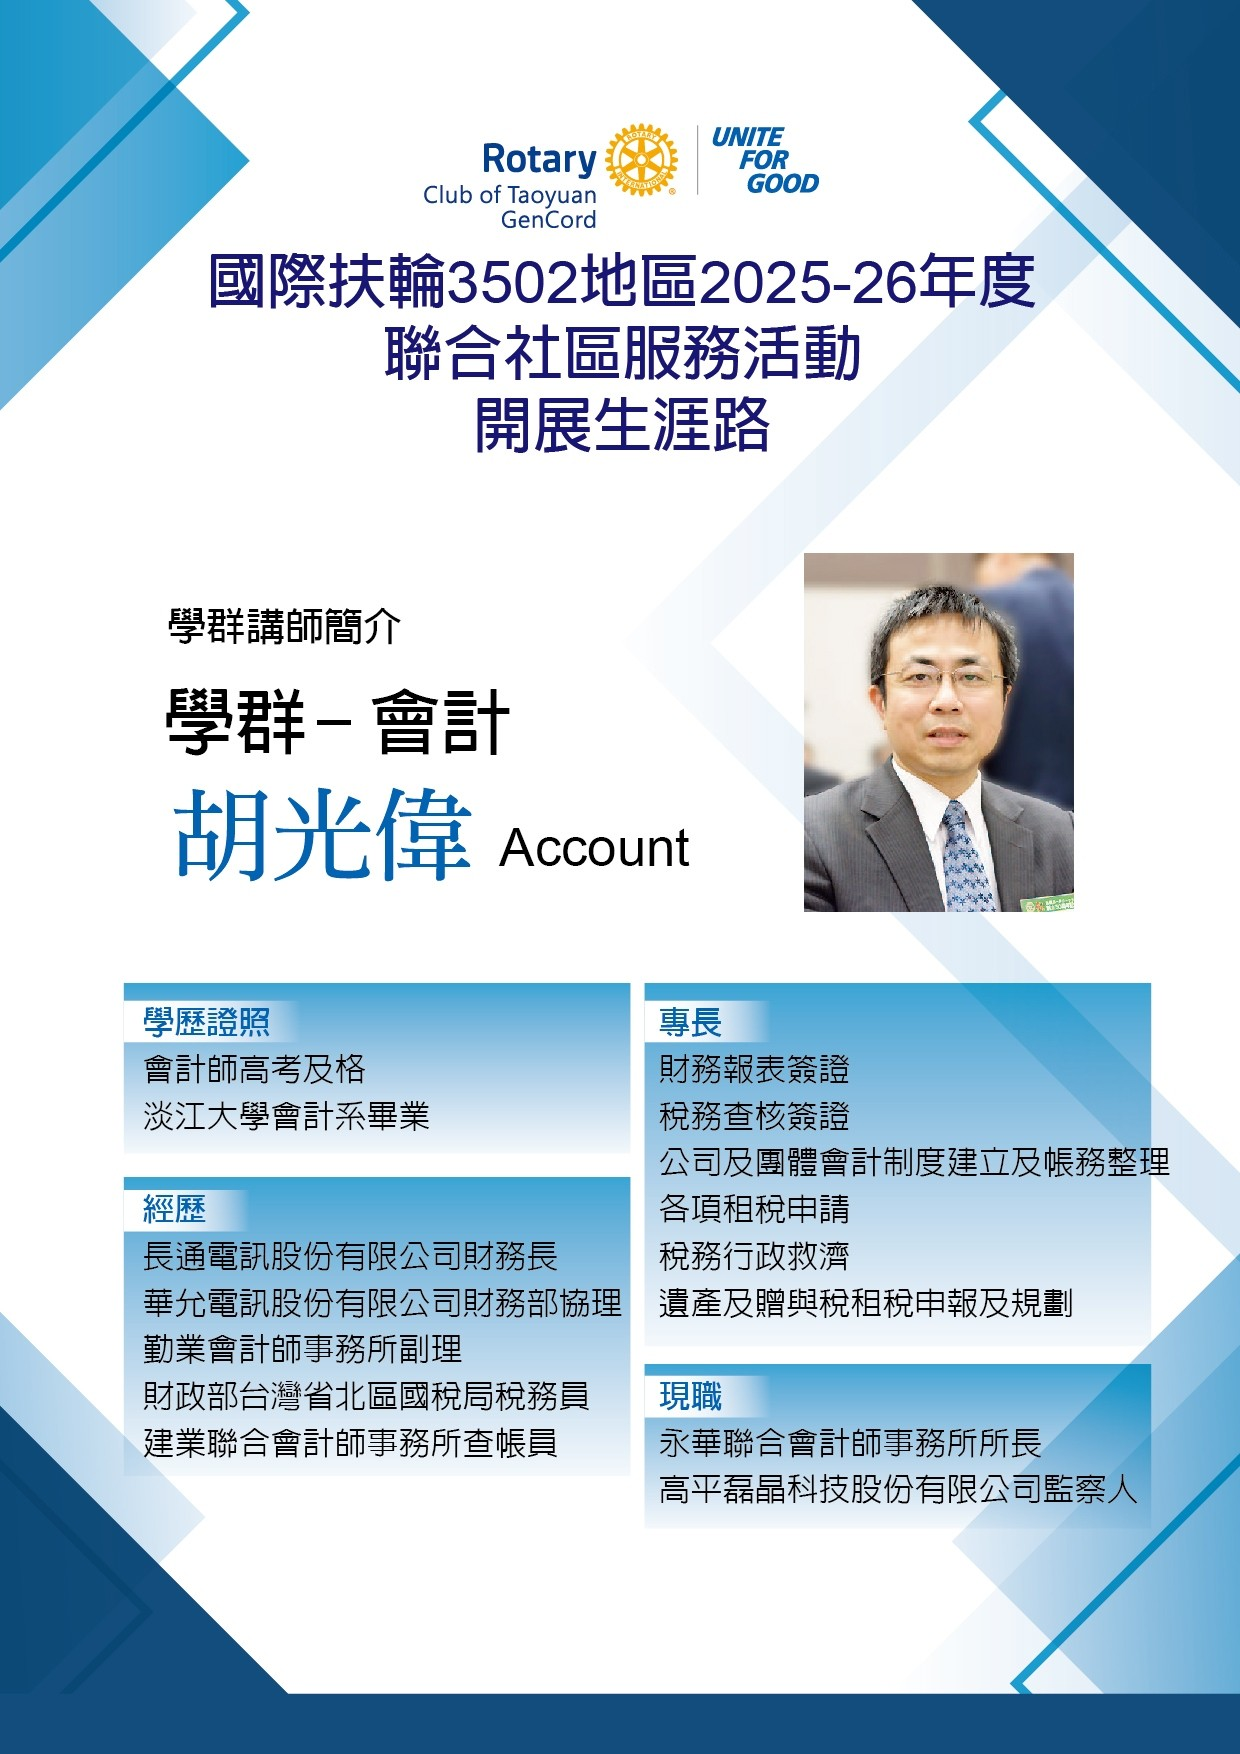 Rotary
Club of Taoyuan
GenCord
ROTARY
INTERNATIONAL
UNITE
FOR
GOOD
國際扶輪3502地區2025-26年度
聯合社區服務活動
開展生涯路
學群講師簡介
學群－會計
胡光偉 Account
學歷證照
會計師高考及格
淡江大學會計系畢業
經歷
長通電訊股份有限公司財務長
華允電訊股份有限公司財務部協理
勤業會計師事務所副理
財政部台灣省北區國稅局稅務員
建業聯合會計師事務所查帳員
專長
財務報表簽證
稅務查核簽證
公司及團體會計制度建立及帳務整理
各項租稅申請
稅務行政救濟
遺產及贈與稅租稅申報及規劃
現職
永華聯合會計師事務所所長
高平磊晶科技股份有限公司監察人